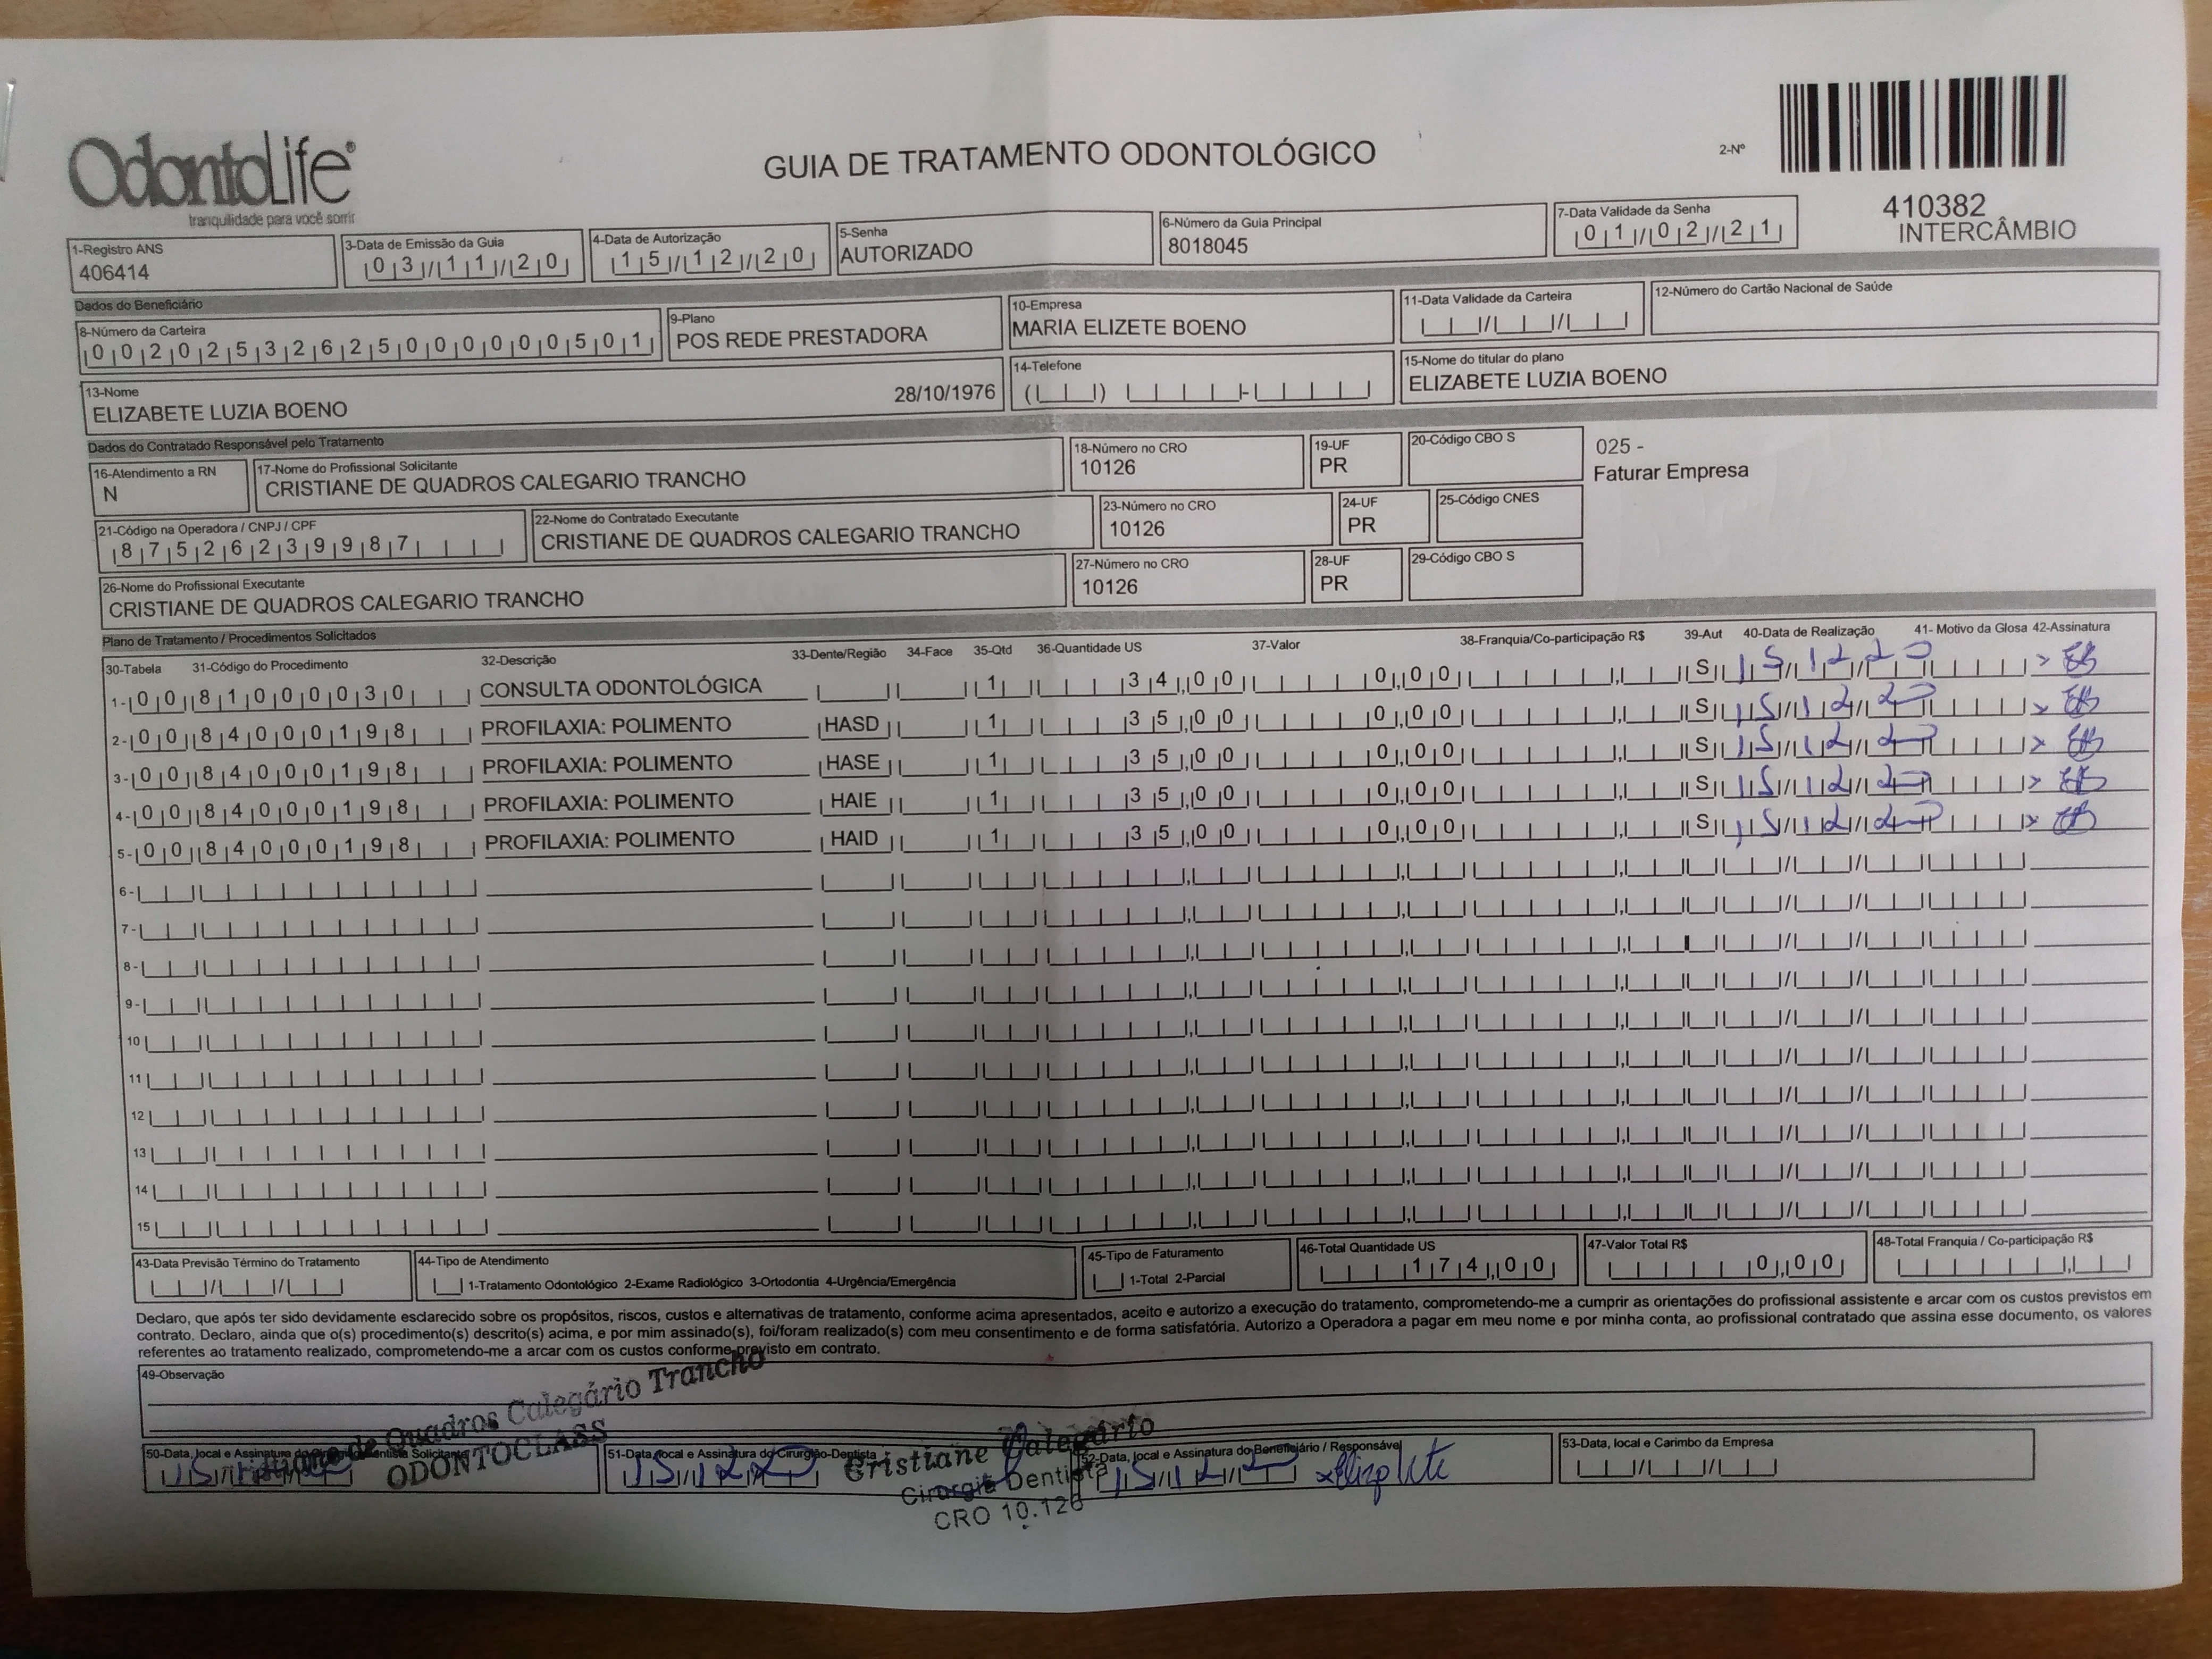 OdontoLife®
tranquilidade para você sorrir
GUIA DE TRATAMENTO ODONTOLÓGICO
2-Nº
410382
INTERCÂMBIO
1-Registro ANS
406414
3-Data de Emissão da Guia
03/11/20
4-Data de Autorização
15/12/20
5-Senha
AUTORIZADO
6-Número da Guia Principal
8018045
7-Data Validade da Senha
01/02/21
Dados do Beneficiário
8-Número da Carteira
00202532625000000501
9-Plano
POS REDE PRESTADORA
10-Empresa
MARIA ELIZETE BOENO
11-Data Validade da Carteira
12-Número do Cartão Nacional de Saúde
13-Nome
ELIZABETE LUZIA BOENO 28/10/1976
14-Telefone
15-Nome do titular do plano
ELIZABETE LUZIA BOENO
Dados do Contratado Responsável pelo Tratamento
16-Atendimento a RN
N
17-Nome do Profissional Solicitante
CRISTIANE DE QUADROS CALEGARIO TRANCHO
18-Número no CRO
10126
19-UF
PR
20-Código CBO S
025 -
Faturar Empresa
21-Código na Operadora / CNPJ / CPF
87526239987
22-Nome do Contratado Executante
CRISTIANE DE QUADROS CALEGARIO TRANCHO
23-Número no CRO
10126
24-UF
PR
25-Código CNES
26-Nome do Profissional Executante
CRISTIANE DE QUADROS CALEGARIO TRANCHO
27-Número no CRO
10126
28-UF
PR
29-Código CBO S
Plano de Tratamento / Procedimentos Solicitados
30-Tabela 31-Código do Procedimento 32-Descrição 33-Dente/Região 34-Face 35-Qtd 36-Quantidade US 37-Valor 38-Franquia/Co-participação R$ 39-Aut 40-Data de Realização 41- Motivo da Glosa 42-Assinatura
1- 00 81000030 CONSULTA ODONTOLÓGICA 1 34,00 0,00 S 15/12/20
2- 00 84000198 PROFILAXIA: POLIMENTO HASD 1 35,00 0,00 S 15/12/20
3- 00 84000198 PROFILAXIA: POLIMENTO HASE 1 35,00 0,00 S 15/12/20
4- 00 84000198 PROFILAXIA: POLIMENTO HAIE 1 35,00 0,00 S 15/12/20
5- 00 84000198 PROFILAXIA: POLIMENTO HAID 1 35,00 0,00 S 15/12/20
6-
7-
8-
9-
10
11
12
13
14
15
43-Data Previsão Término do Tratamento
44-Tipo de Atendimento
1-Tratamento Odontológico 2-Exame Radiológico 3-Ortodontia 4-Urgência/Emergência
45-Tipo de Faturamento
1-Total 2-Parcial
46-Total Quantidade US
174,00
47-Valor Total R$
0,00
48-Total Franquia / Co-participação R$
Declaro, que após ter sido devidamente esclarecido sobre os propósitos, riscos, custos e alternativas de tratamento, conforme acima apresentados, aceito e autorizo a execução do tratamento, comprometendo-me a cumprir as orientações do profissional assistente e arcar com os custos previstos em
contrato. Declaro, ainda que o(s) procedimento(s) descrito(s) acima, e por mim assinado(s), foi/foram realizado(s) com meu consentimento e de forma satisfatória. Autorizo a Operadora a pagar em meu nome e por minha conta, ao profissional contratado que assina esse documento, os valores
referentes ao tratamento realizado, comprometendo-me a arcar com os custos conforme previsto em contrato.
49-Observação
de Quadros Calegário Trancho
ODONTOCLASS
50-Data, local e Assinatura do Cirurgião-Dentista Solicitante
15/12/20
51-Data, local e Assinatura do Cirurgião-Dentista
15/12/20
Cristiane Calegário
Cirurgiã Dentista
CRO 10.126
52-Data, local e Assinatura do Beneficiário / Responsável
15/12/20
53-Data, local e Carimbo da Empresa